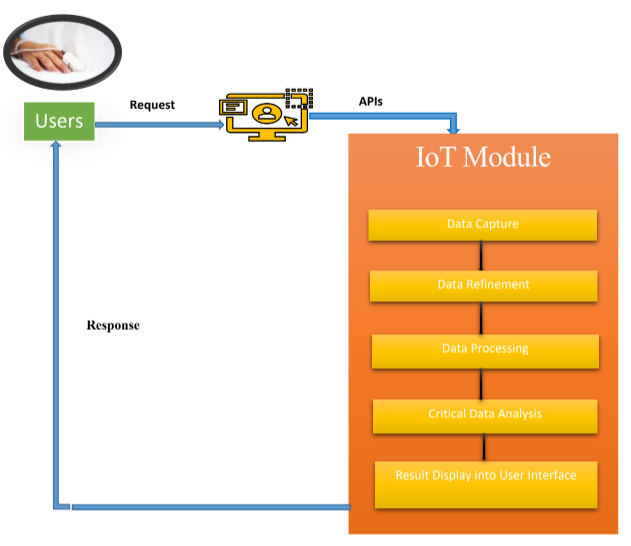 Request
APIs
Users
IoT Module
Data Capture
Data Refinement
Response
Data Processing
Critical Data Analysis
Result Display into User Interface